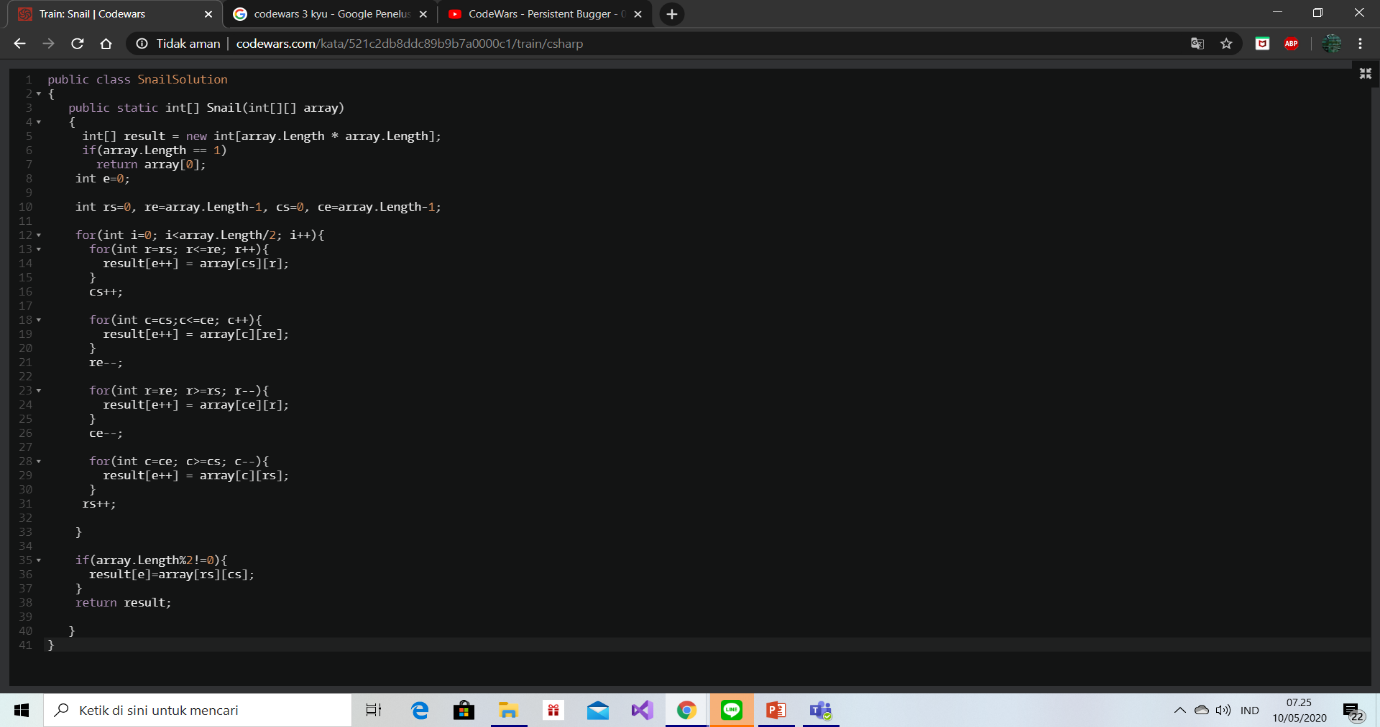 Train: Snail | Codewars
codewars 3 kyu - Google Penelus
CodeWars - Persistent Bugger -
Tidak aman | codewars.com/kata/521c2db8ddc89b9b7a0000c1/train/csharp
ABP
1 public class SnailSolution
2 {
3 public static int[] Snail(int[][] array)
4 {
5 int[] result = new int[array.Length * array.Length];
6 if(array.Length == 1)
7 return array[0];
8 int e=0;
9
10 int rs=0, re=array.Length-1, cs=0, ce=array.Length-1;
11
12 for(int i=0; i<array.Length/2; i++){
13 for(int r=rs; r<=re; r++){
14 result[e++] = array[cs][r];
15 }
16 cs++;
17
18 for(int c=cs;c<=ce; c++){
19 result[e++] = array[c][re];
20 }
21 re--;
22
23 for(int r=re; r>=rs; r--){
24 result[e++] = array[ce][r];
25 }
26 ce--;
27
28 for(int c=ce; c>=cs; c--){
29 result[e++] = array[c][rs];
30 }
31 rs++;
32
33 }
34
35 if(array.Length%2!=0){
36 result[e]=array[rs][cs];
37 }
38 return result;
39
40 }
41 }
Ketik di sini untuk mencari
LINE
IND
07.25
10/05/2020
22